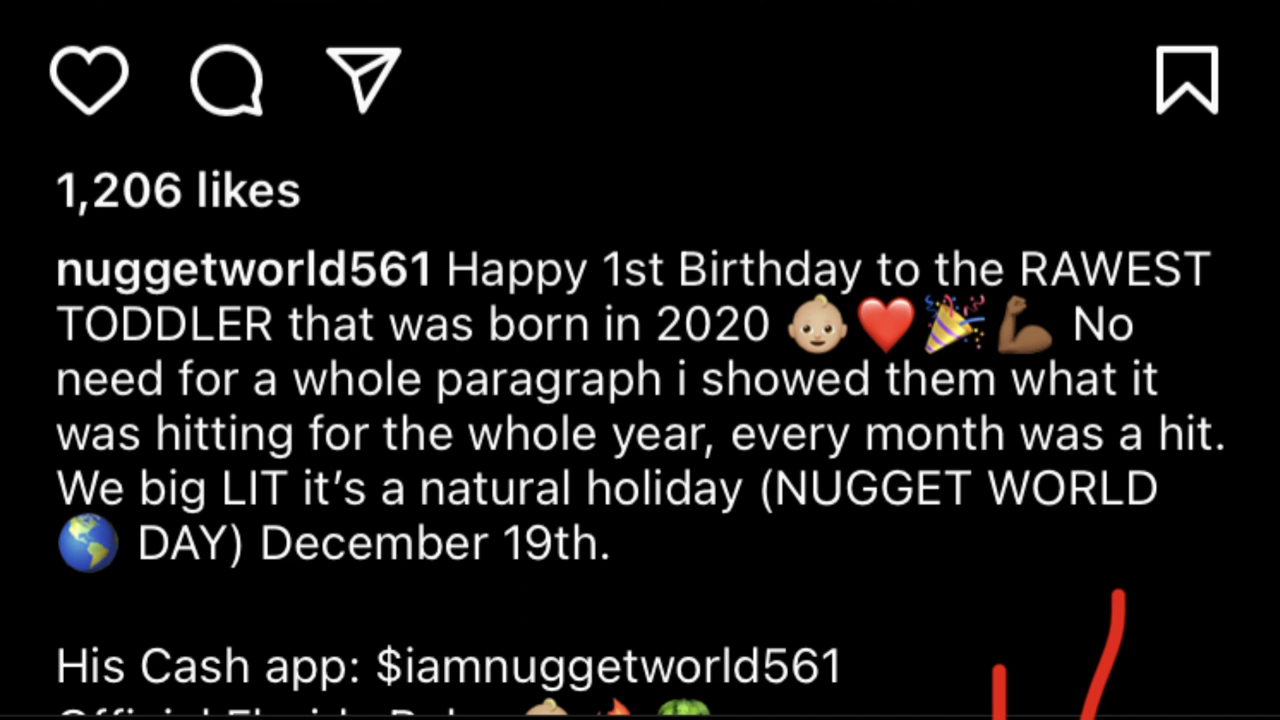 1,206 likes
nuggetworld561 Happy 1st Birthday to the RAWEST
TODDLER that was born in 2020 👶🏼❤️🎉💪🏾 No
need for a whole paragraph i showed them what it
was hitting for the whole year, every month was a hit.
We big LIT it’s a natural holiday (NUGGET WORLD
🌎 DAY) December 19th.
His Cash app: $iamnuggetworld561